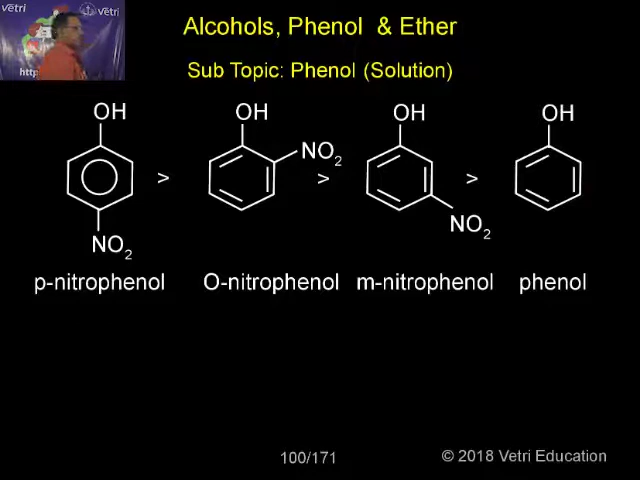 vetri
vetri
http
Alcohols, Phenol & Ether
Sub Topic: Phenol (Solution)
OH OH OH OH
NO2
> > >
NO2 NO2
p-nitrophenol O-nitrophenol m-nitrophenol phenol
100/171
© 2018 Vetri Education